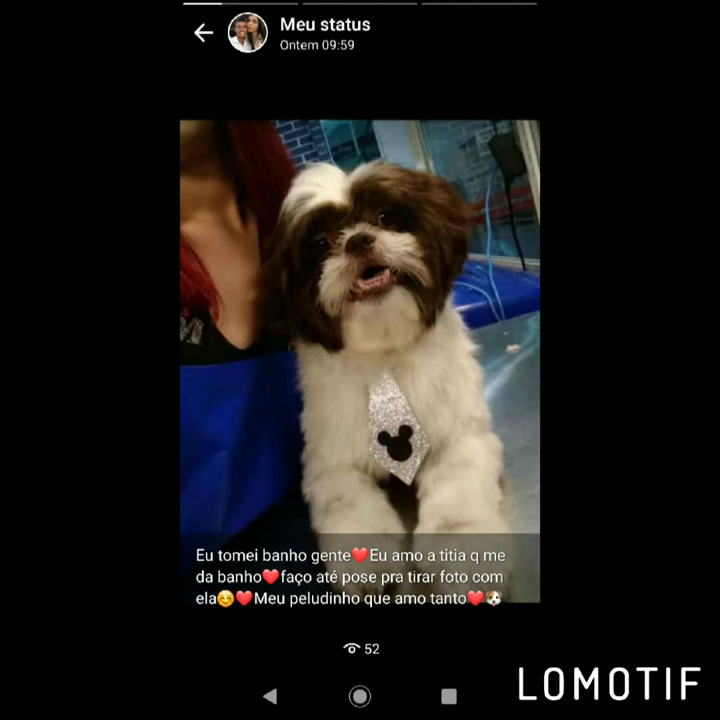 Meu status
Ontem 09:59
Eu tomei banho gente❤️Eu amo a titia q me
da banho❤️faço até pose pra tirar foto com
ela☺️❤️Meu peludinho que amo tanto❤️🐶
52
LOMOTIF